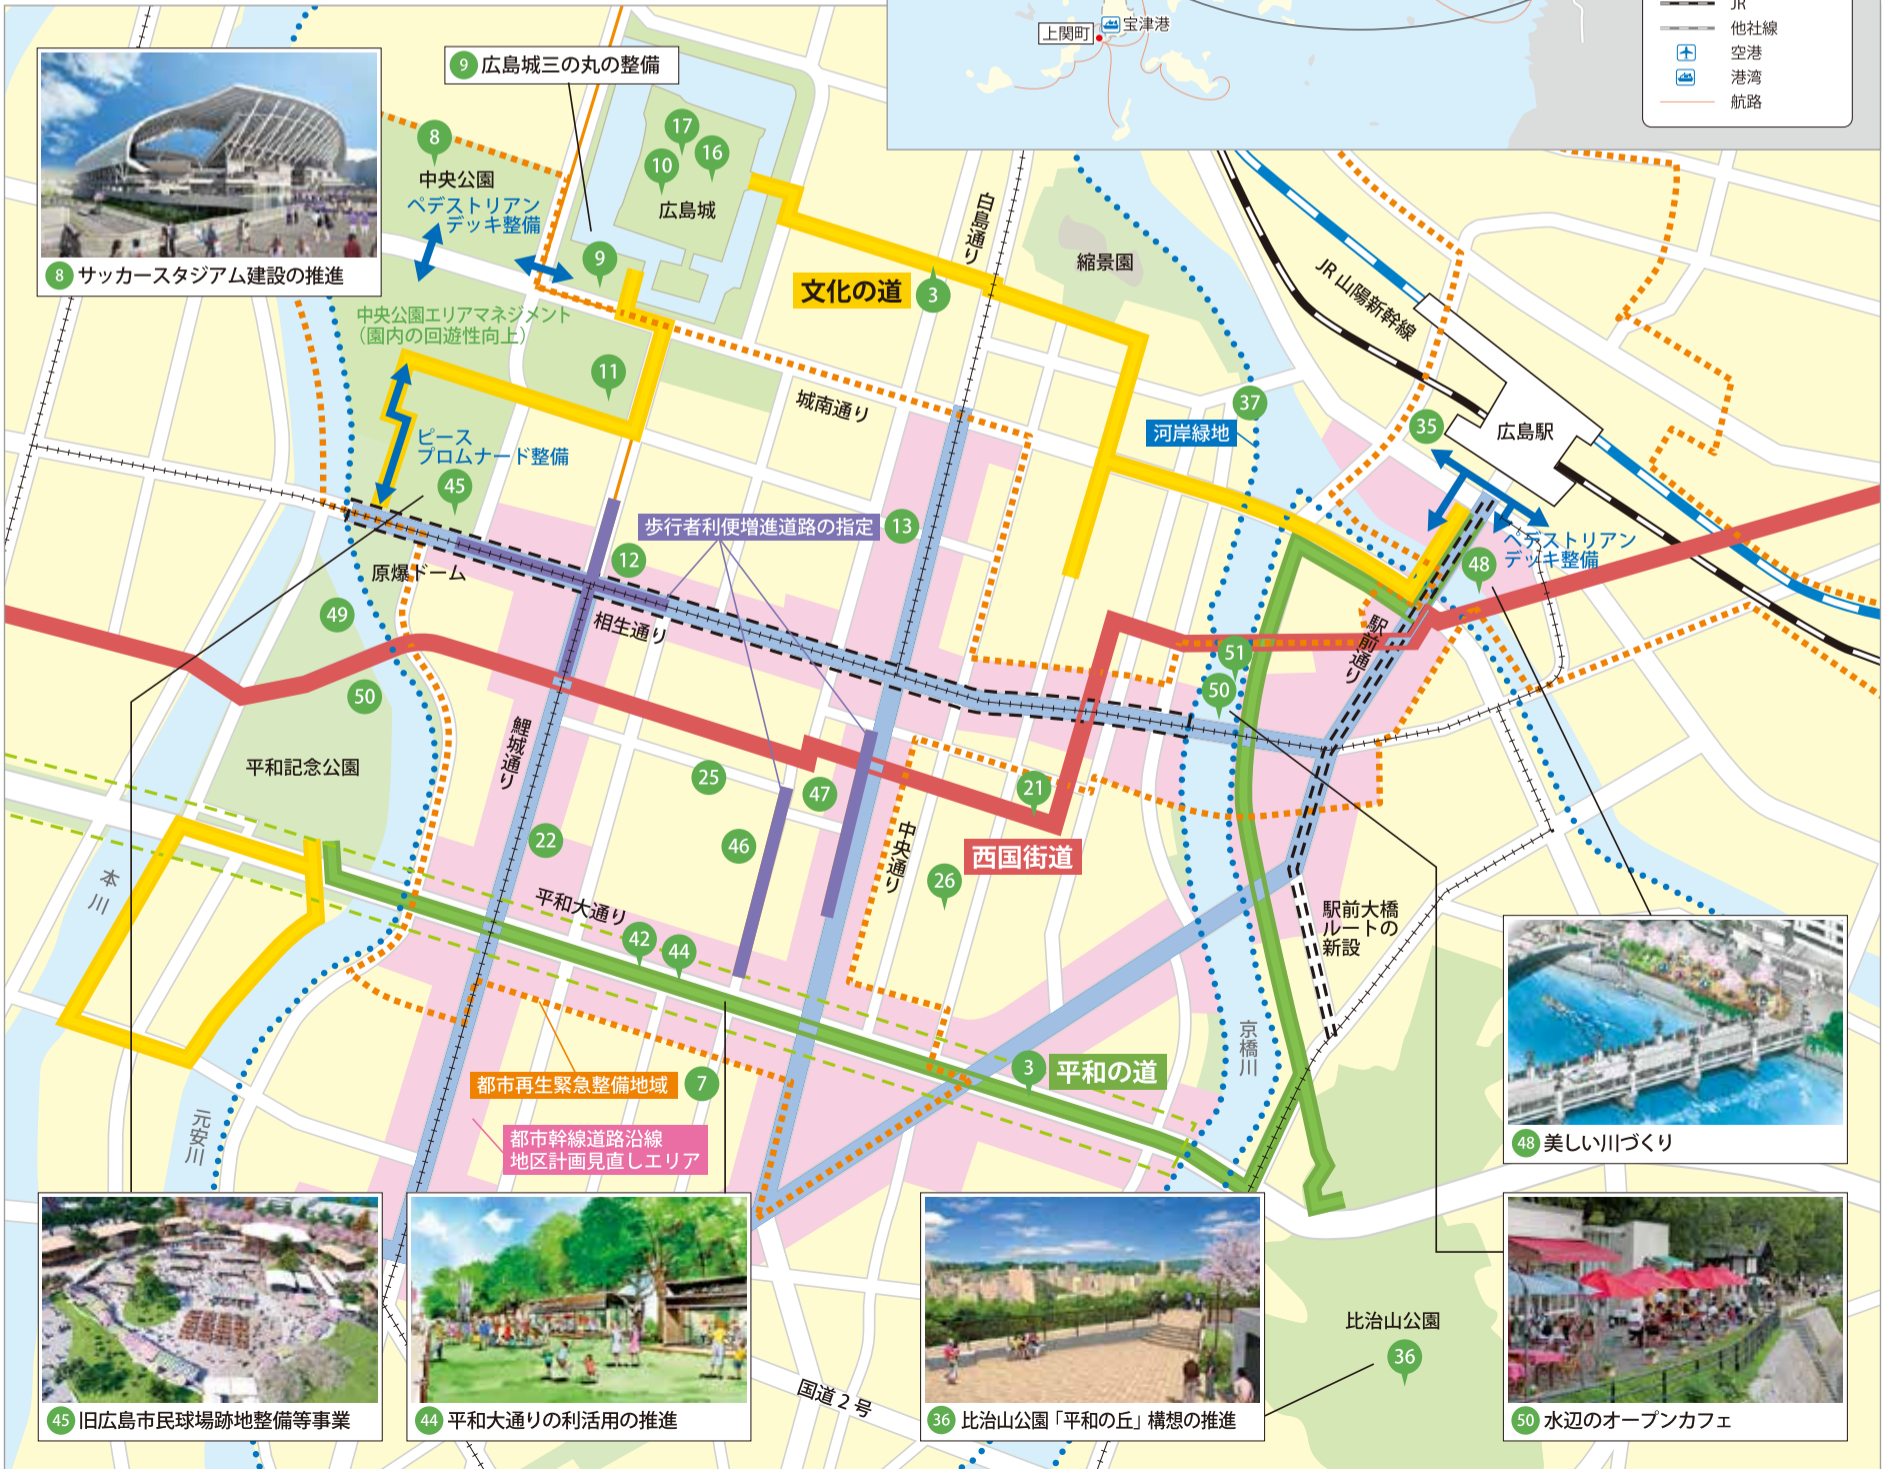 JR
他社線
空港
港湾
航路
上関町
宝津港
9 広島城三の丸の整備
8 サッカースタジアム建設の推進
8
中央公園
ペデストリアン
デッキ整備
17
16
10
広島城
9
白島通り
縮景園
文化の道
3
JR山陽新幹線
中央公園エリアマネジメント
(園内の回遊性向上)
11
城南通り
37
河岸緑地
35
広島駅
ピース
プロムナード整備
45
歩行者利便増進道路の指定
13
ペデストリアン
デッキ整備
48
12
原爆ドーム
49
相生通り
駅前通り
51
50
50
平和記念公園
鯉城通り
25
47
21
46
22
中央通り
26
西国街道
本川
平和大通り
42
44
駅前大橋
ルートの
新設
京橋川
3
平和の道
都市再生緊急整備地域
7
元安川
都市幹線道路沿線
地区計画見直しエリア
48 美しい川づくり
比治山公園
36
国道2号
45 旧広島市民球場跡地整備等事業
44 平和大通りの利活用の推進
36 比治山公園「平和の丘」構想の推進
50 水辺のオープンカフェ